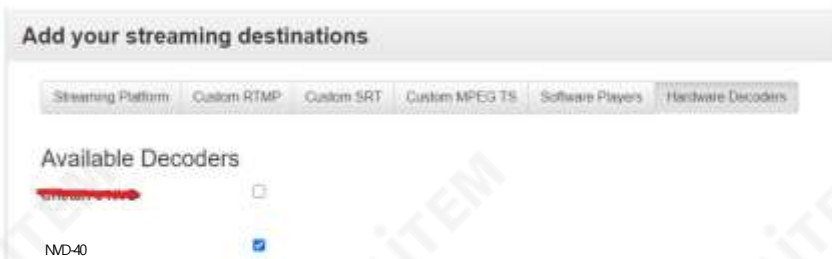 Add your streaming destinations
Streaming Platform Custom RTMP Custom SRT Custom MPEG TS Software Players Hardware Decoders
Available Decoders
NVD-40
iTEM